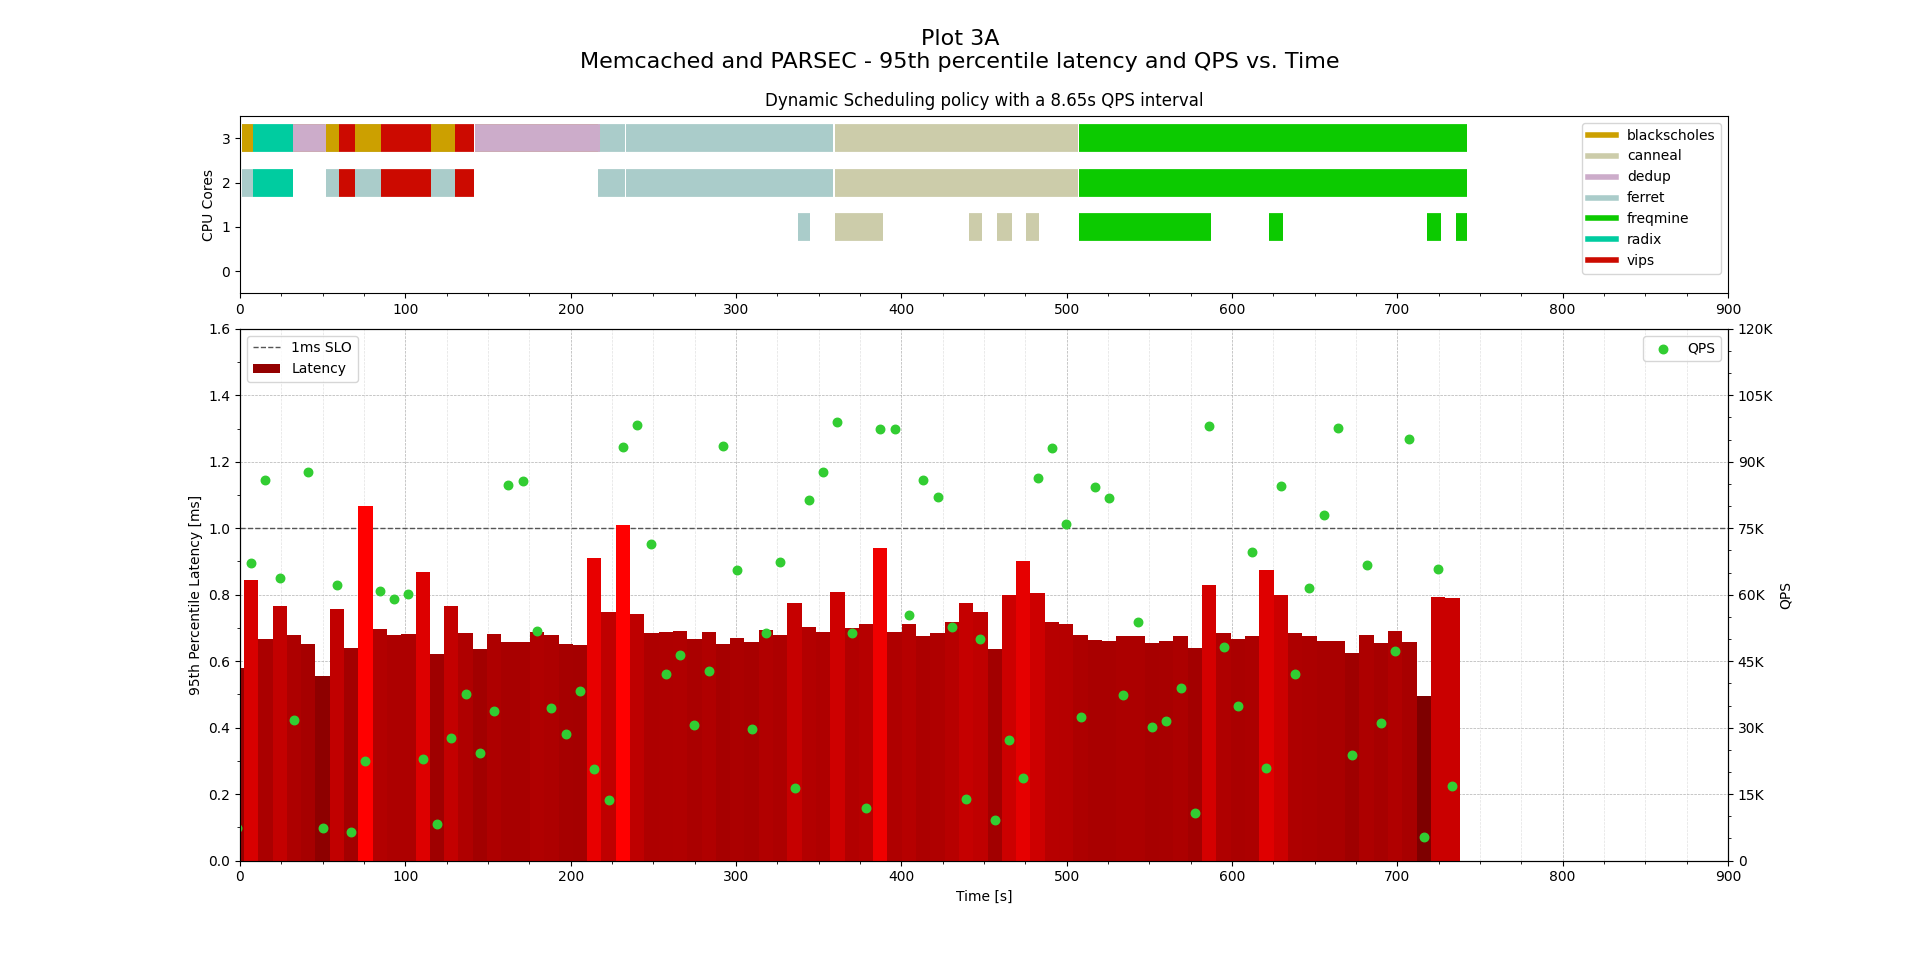 Plot 3A
Memcached and PARSEC - 95th percentile latency and QPS vs. Time
Dynamic Scheduling policy with a 8.65s QPS interval
CPU Cores
3
2
1
0
blackscholes
canneal
dedup
ferret
freqmine
radix
vips
0 100 200 300 400 500 600 700 800 900
95th Percentile Latency [ms]
1.6
1.4
1.2
1.0
0.8
0.6
0.4
0.2
0.0
1ms SLO
Latency
QPS
120K
105K
90K
75K
60K
45K
30K
15K
0
QPS
0 100 200 300 400 500 600 700 800 900
Time [s]